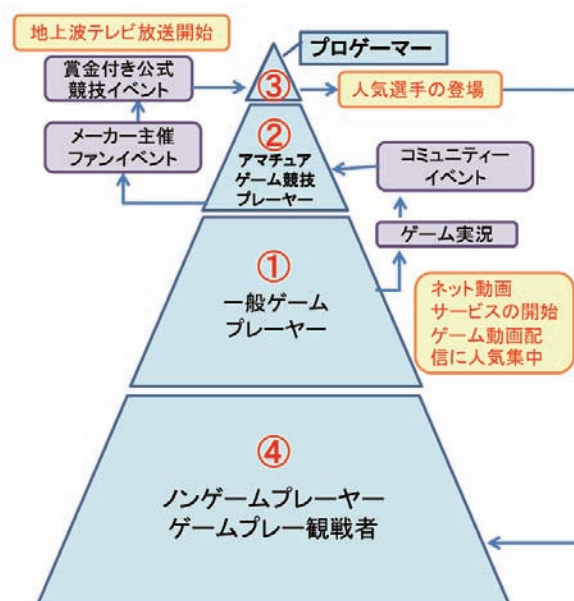 地上波テレビ放送開始
プロゲーマー
賞金付き公式
競技イベント
③
人気選手の登場
メーカー主催
ファンイベント
②
アマチュア
ゲーム競技
プレーヤー
コミュニティー
イベント
ゲーム実況
①
一般ゲーム
プレーヤー
ネット動画
サービスの開始
ゲーム動画配
信に人気集中
④
ノンゲームプレーヤー
ゲームプレー観戦者